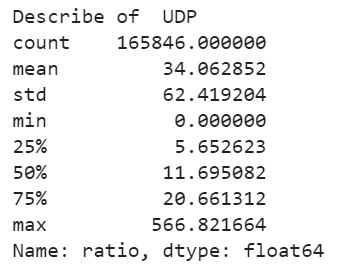 Describe of  UDP
count    165846.000000
mean         34.062852
std          62.419204
min           0.000000
25%           5.652623
50%          11.695082
75%          20.661312
max         566.821664
Name: ratio, dtype: float64